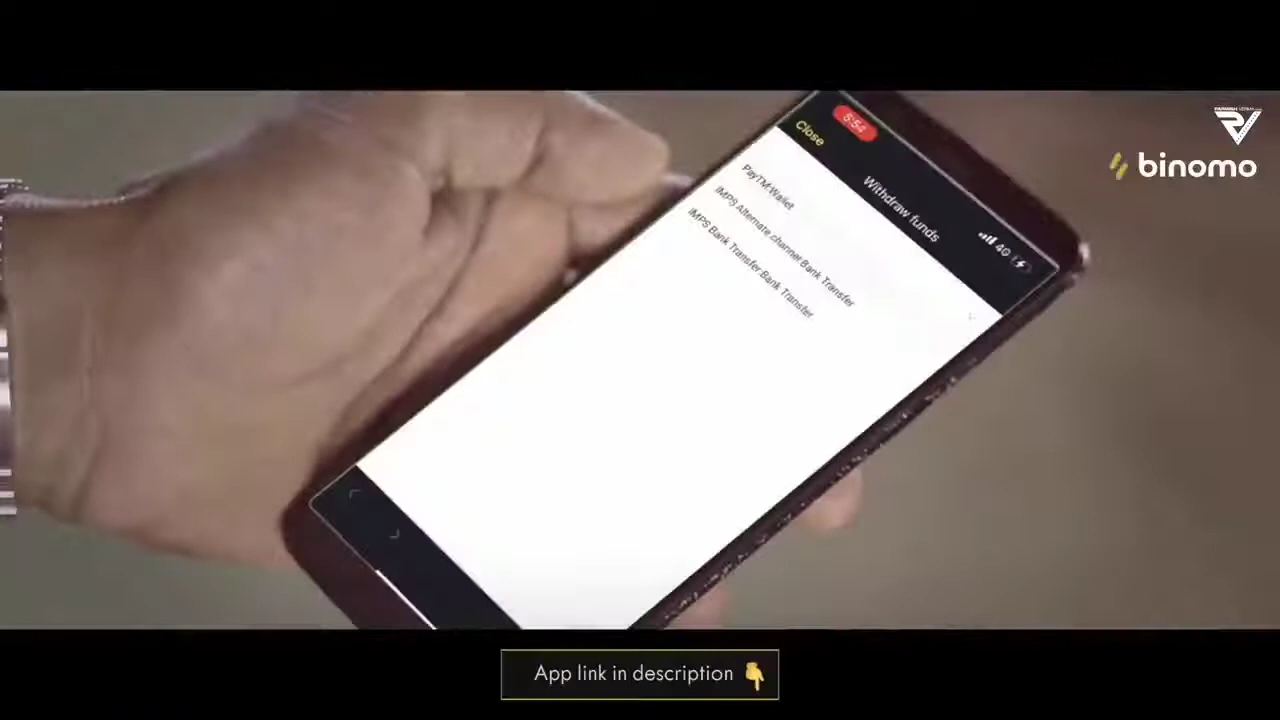 binomo
5:54
Close
Withdraw funds
4G
PayTM Wallet
IMPS Alternate channel Bank Transfer
IMPS Bank Transfer Bank Transfer
App link in description 👇